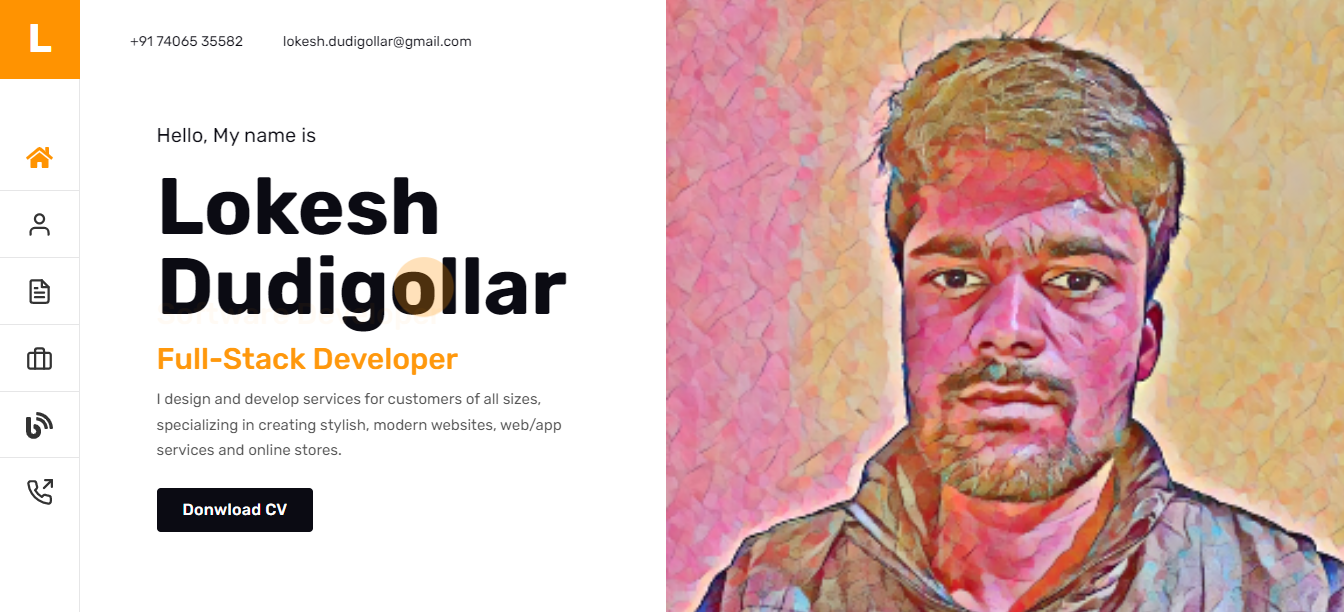 L
+91 74065 35582 lokesh.dudigollar@gmail.com
Hello, My name is
Lokesh
Dudigollar
Full-Stack Developer
I design and develop services for customers of all sizes,
specializing in creating stylish, modern websites, web/app
services and online stores.
Donwload CV